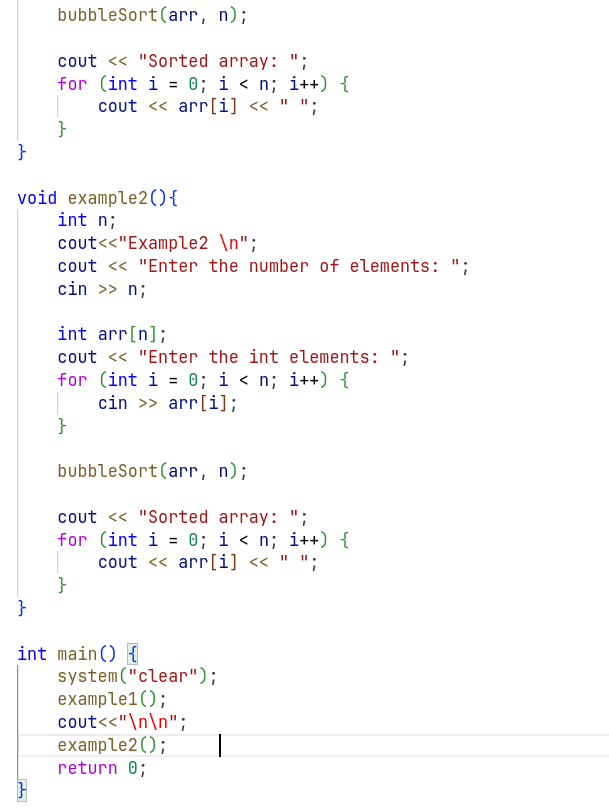 bubbleSort(arr, n);

    cout << "Sorted array: ";
    for (int i = 0; i < n; i++) {
        cout << arr[i] << " ";
    }
}

void example2(){
    int n;
    cout<<"Example2 \n";
    cout << "Enter the number of elements: ";
    cin >> n;

    int arr[n];
    cout << "Enter the int elements: ";
    for (int i = 0; i < n; i++) {
        cin >> arr[i];
    }

    bubbleSort(arr, n);

    cout << "Sorted array: ";
    for (int i = 0; i < n; i++) {
        cout << arr[i] << " ";
    }
}

int main() {
    system("clear");
    example1();
    cout<<"\n\n";
    example2();
    return 0;
}